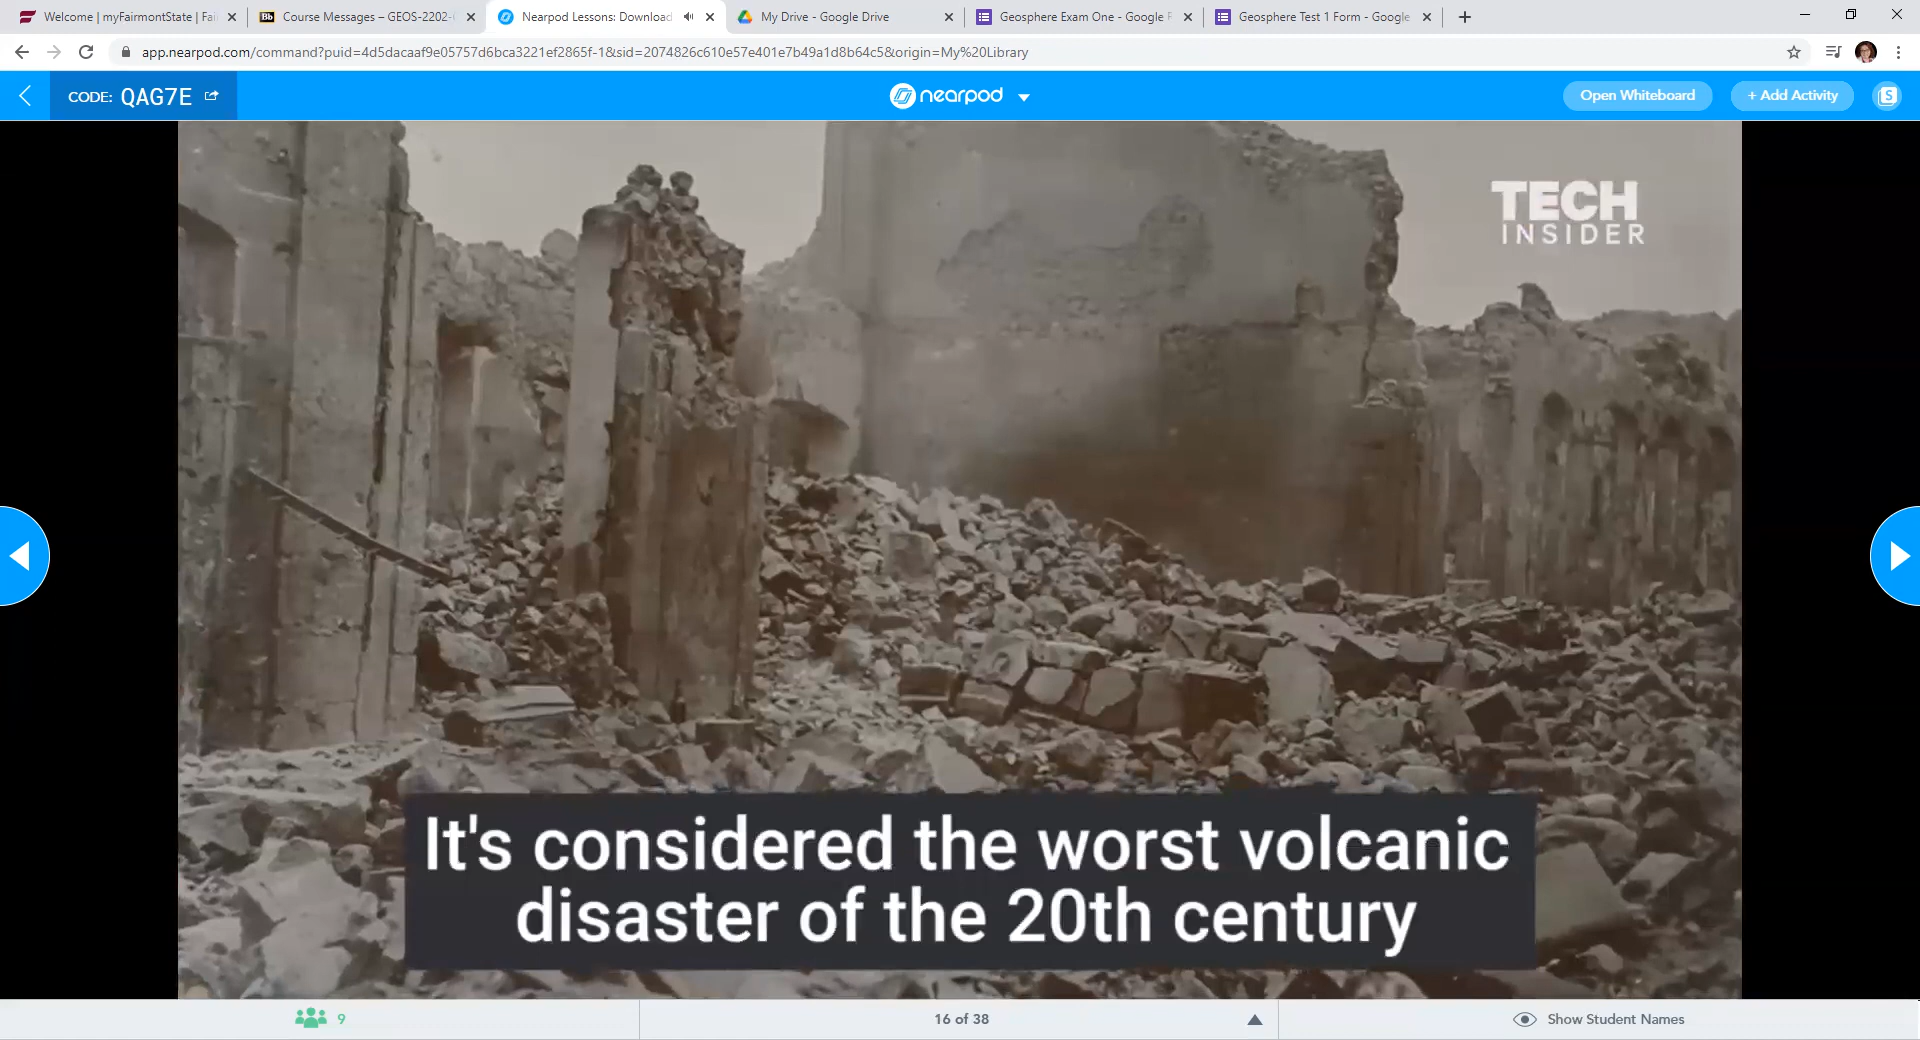 Welcome | myFairmontState | Fai
Course Messages – GEOS-2202-
Nearpod Lessons: Download
My Drive - Google Drive
Geosphere Exam One - Google F
Geosphere Test 1 Form - Google
app.nearpod.com/command?puid=4d5dacaaf9e05757d6bca3221ef2865f-1&sid=2074826c610e57e401e7b49a1d8b64c5&origin=My%20Library
CODE: QAG7E
nearpod
Open Whiteboard
+ Add Activity
S
TECH
INSIDER
It's considered the worst volcanic
disaster of the 20th century
9
16 of 38
Show Student Names